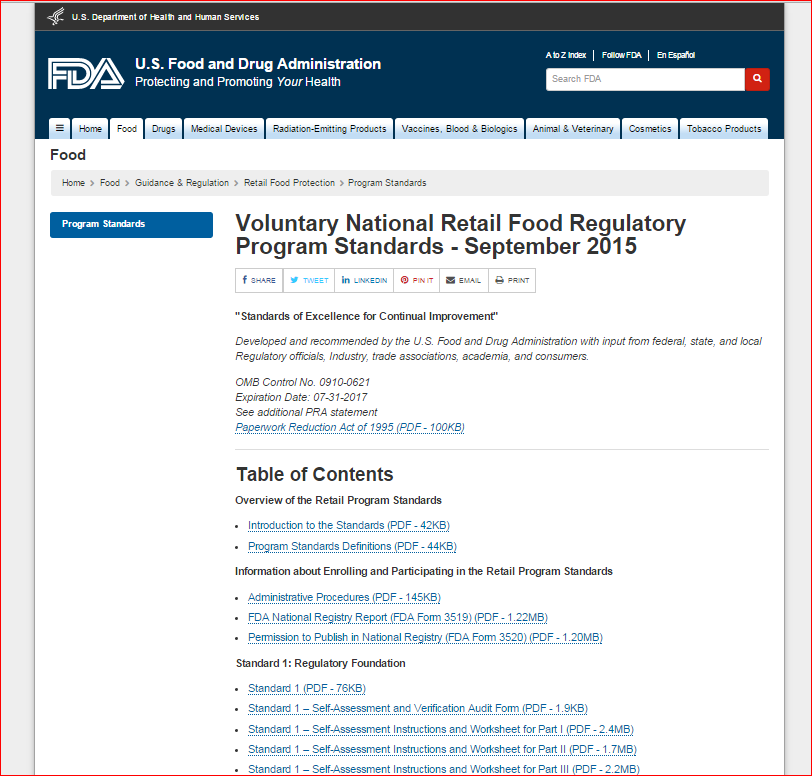 U.S. Department of Health and Human Services
FDA
U.S. Food and Drug Administration
Protecting and Promoting Your Health
A to Z Index
Follow FDA
En Español
Search FDA
Home
Food
Drugs
Medical Devices
Radiation-Emitting Products
Vaccines, Blood & Biologics
Animal & Veterinary
Cosmetics
Tobacco Products
Food
Home > Food > Guidance & Regulation > Retail Food Protection > Program Standards
Program Standards
Voluntary National Retail Food Regulatory
Program Standards - September 2015
f SHARE
TWEET
in LINKEDIN
PIN IT
EMAIL
PRINT
"Standards of Excellence for Continual Improvement"
Developed and recommended by the U.S. Food and Drug Administration with input from federal, state, and local
Regulatory officials, Industry, trade associations, academia, and consumers.
OMB Control No. 0910-0621
Expiration Date: 07-31-2017
See additional PRA statement
Paperwork Reduction Act of 1995 (PDF - 100KB)
Table of Contents
Overview of the Retail Program Standards
• Introduction to the Standards (PDF - 42KB)
• Program Standards Definitions (PDF - 44KB)
Information about Enrolling and Participating in the Retail Program Standards
• Administrative Procedures (PDF - 145KB)
• FDA National Registry Report (FDA Form 3519) (PDF - 1.22MB)
• Permission to Publish in National Registry (FDA Form 3520) (PDF - 1.20MB)
Standard 1: Regulatory Foundation
• Standard 1 (PDF - 76KB)
• Standard 1 – Self-Assessment and Verification Audit Form (PDF - 1.9KB)
• Standard 1 – Self-Assessment Instructions and Worksheet for Part I (PDF - 2.4MB)
• Standard 1 – Self-Assessment Instructions and Worksheet for Part II (PDF - 1.7MB)
• Standard 1 – Self-Assessment Instructions and Worksheet for Part III (PDF - 2.2MB)